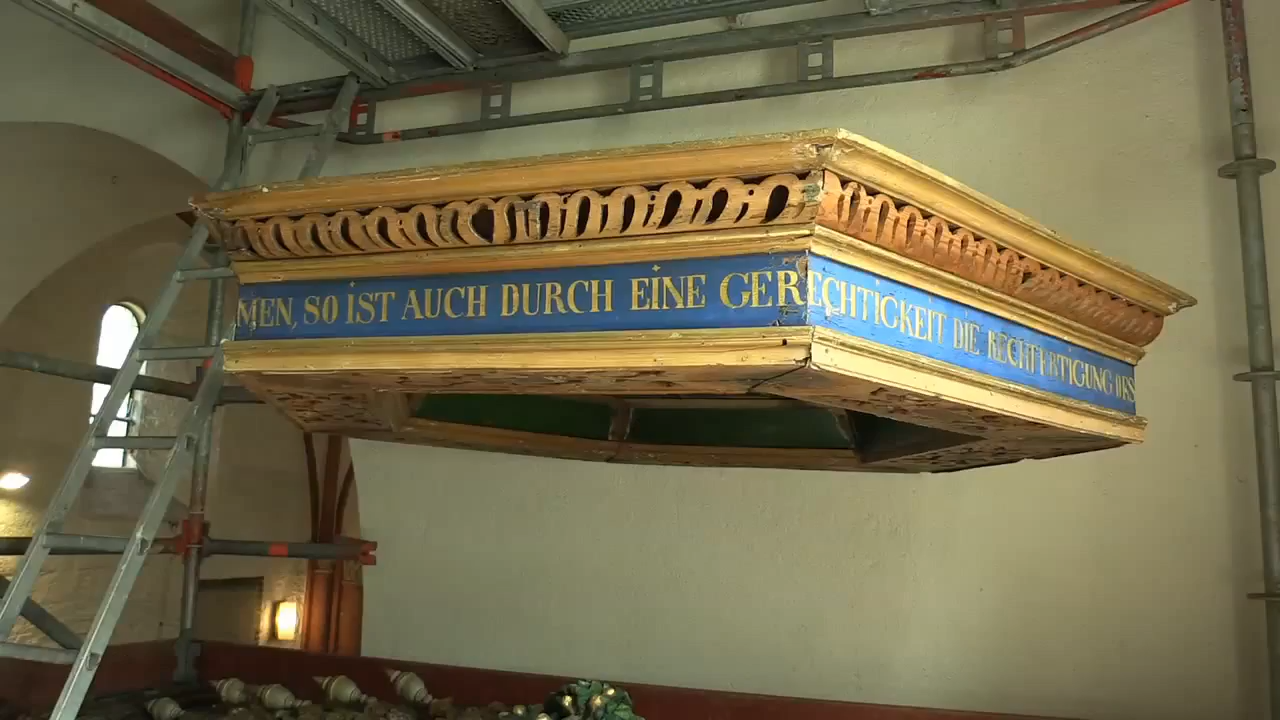 MEN, SO IST AUCH DURCH EINE GERECHTIGKEIT DIE RECHTFERTIGUNG DES